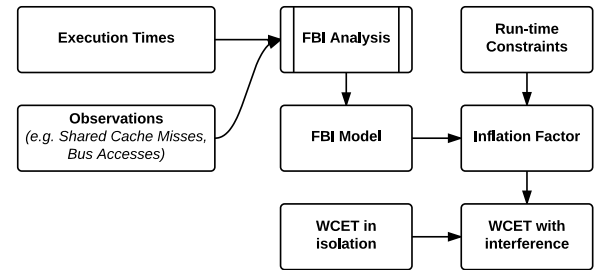 Execution Times
FBI Analysis
Run-time
Constraints
Observations
(e.g. Shared Cache Misses,
Bus Accesses)
FBI Model
Inflation Factor
WCET in
isolation
WCET with
interference